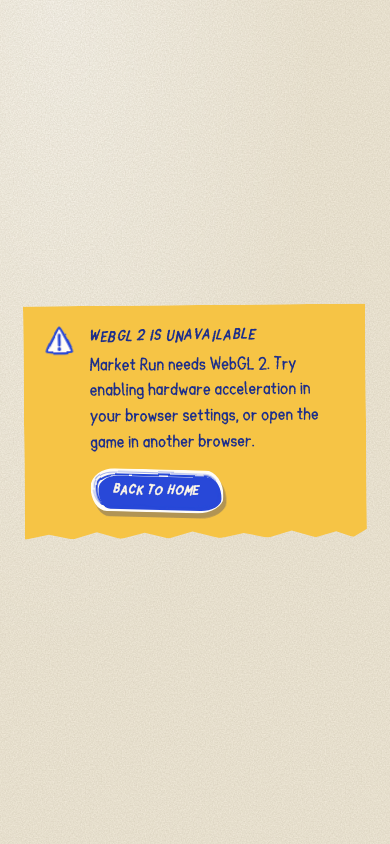 WEBGL 2 IS UNAVAILABLE
Market Run needs WebGL 2. Try
enabling hardware acceleration in
your browser settings, or open the
game in another browser.
BACK TO HOME